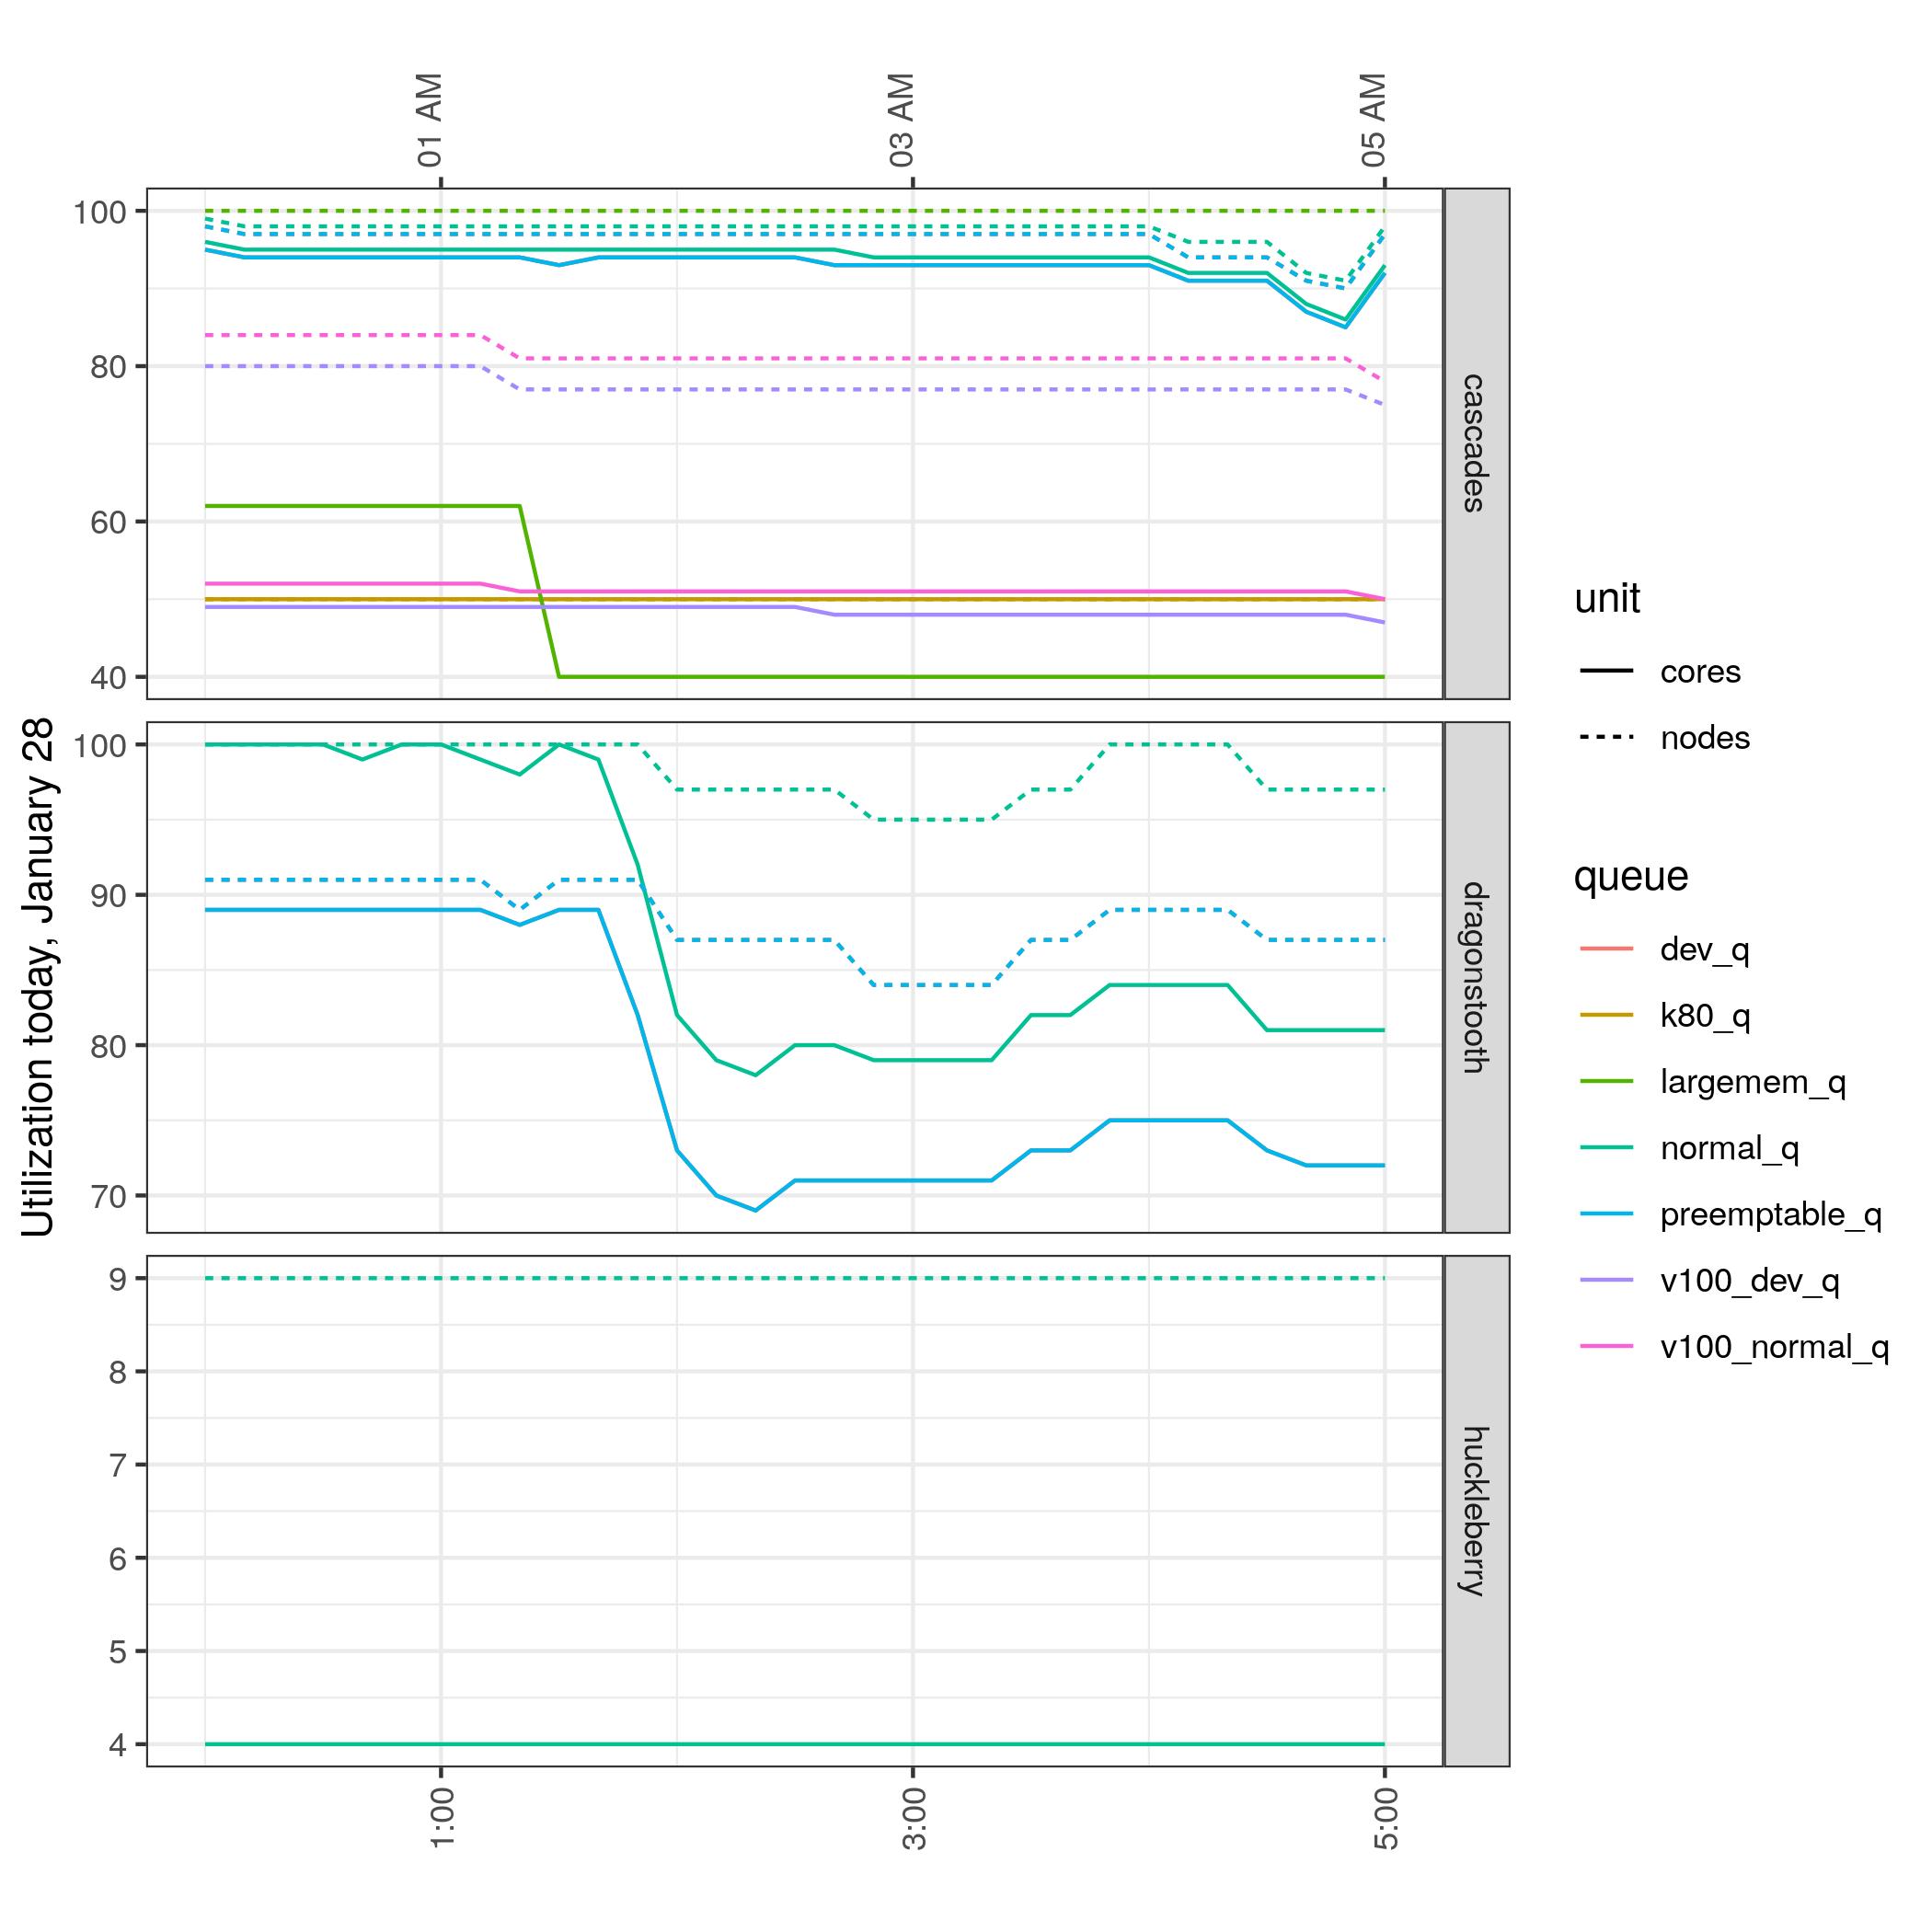 01 AM
03 AM
05 AM
Utilization today, January 28
100
80
60
40
cascades
100
90
80
70
dragonstooth
9
8
7
6
5
4
huckleberry
1:00
3:00
5:00
unit
cores
nodes
queue
dev_q
k80_q
largemem_q
normal_q
preemptable_q
v100_dev_q
v100_normal_q